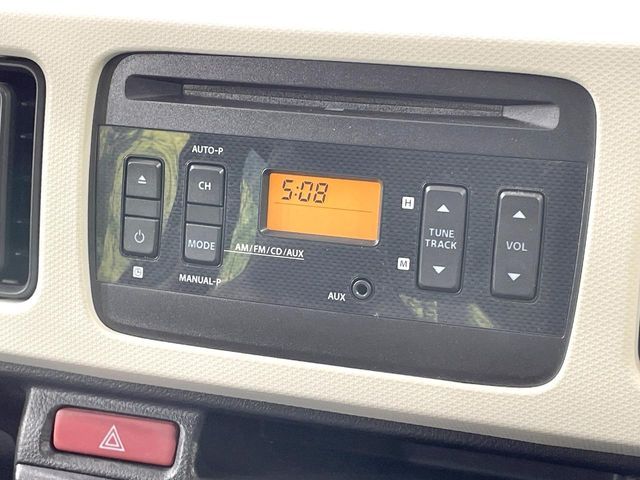 AUTO-P
CH
MODE
AM/FM/CD/AUX
MANUAL-P
5:08
AUX
H
M
TUNE
TRACK
VOL